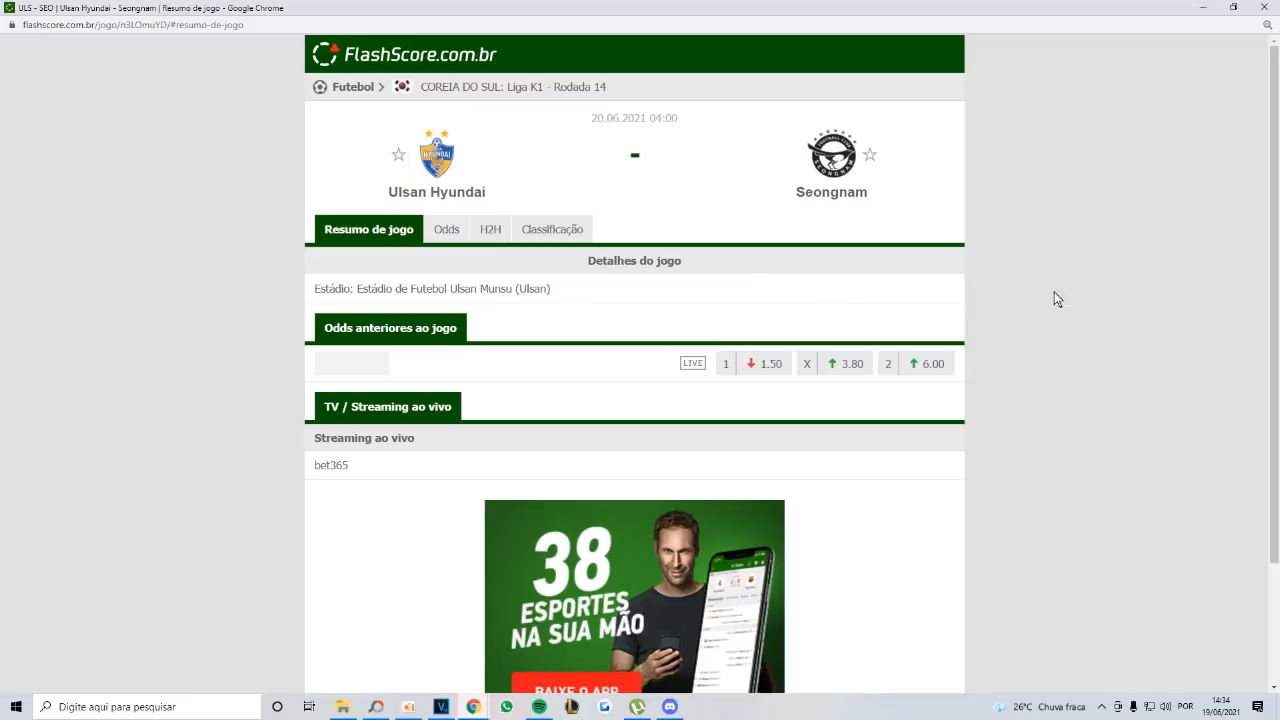 ULS - SEO | Ulsan Hyundai v Seongnam - Google Chrome
flashscore.com.br/jogo/n3LOmuYD/#resumo-de-jogo
FlashScore.com.br
Futebol > COREIA DO SUL: Liga K1 - Rodada 14
20.06.2021 04:00
-
Ulsan Hyundai Seongnam
Resumo de jogo Odds H2H Classificação
Detalhes do jogo
Estádio: Estádio de Futebol Ulsan Munsu (Ulsan)
Odds anteriores ao jogo
LIVE 1 1.50 X 3.80 2 6.00
TV / Streaming ao vivo
Streaming ao vivo
bet365
38
ESPORTES
NA SUA MÃO
BAIXE O APP
Digite aqui para pesquisar
26°C Chuva fraca POR 14:34
19/06/2021